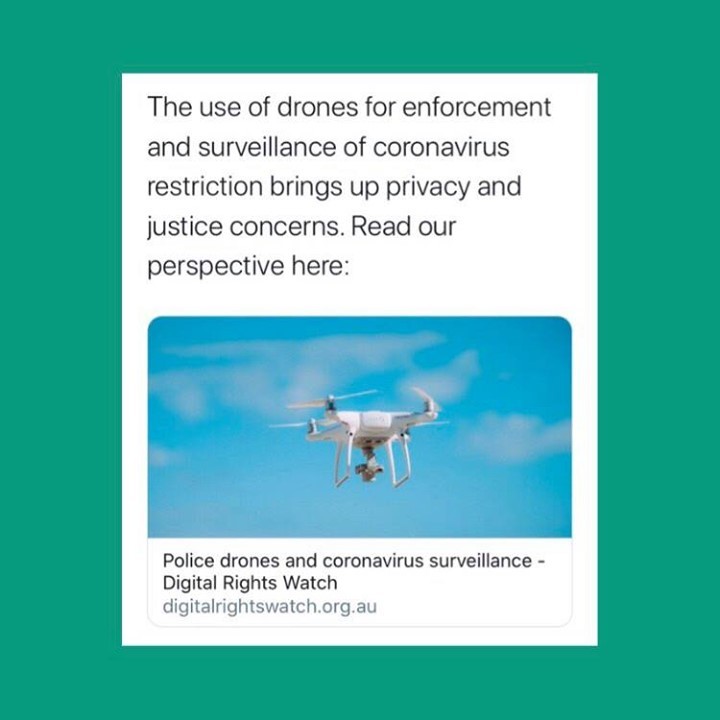 The use of drones for enforcement
and surveillance of coronavirus
restriction brings up privacy and
justice concerns. Read our
perspective here:
Police drones and coronavirus surveillance -
Digital Rights Watch
digitalrightswatch.org.au